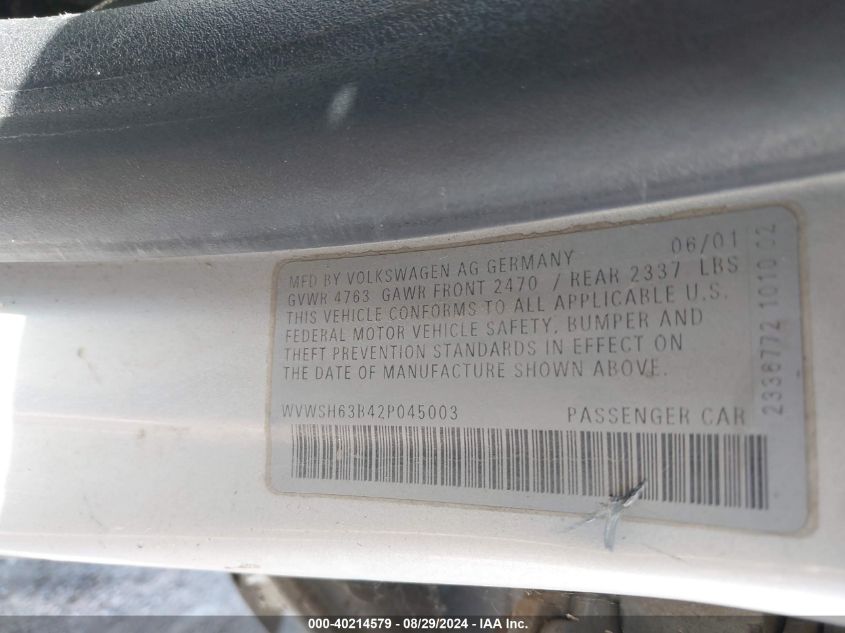 06/01
MFD BY VOLKSWAGEN AG GERMANY
GVWR 4763 GAWR FRONT 2470 / REAR 2337 LBS
THIS VEHICLE CONFORMS TO ALL APPLICABLE U.S.
FEDERAL MOTOR VEHICLE SAFETY, BUMPER AND
THEFT PREVENTION STANDARDS IN EFFECT ON
THE DATE OF MANUFACTURE SHOWN ABOVE.
WVWSH63B42P045003 PASSENGER CAR
2336772 1010 02
000-40214579 - 08/29/2024 - IAA Inc.